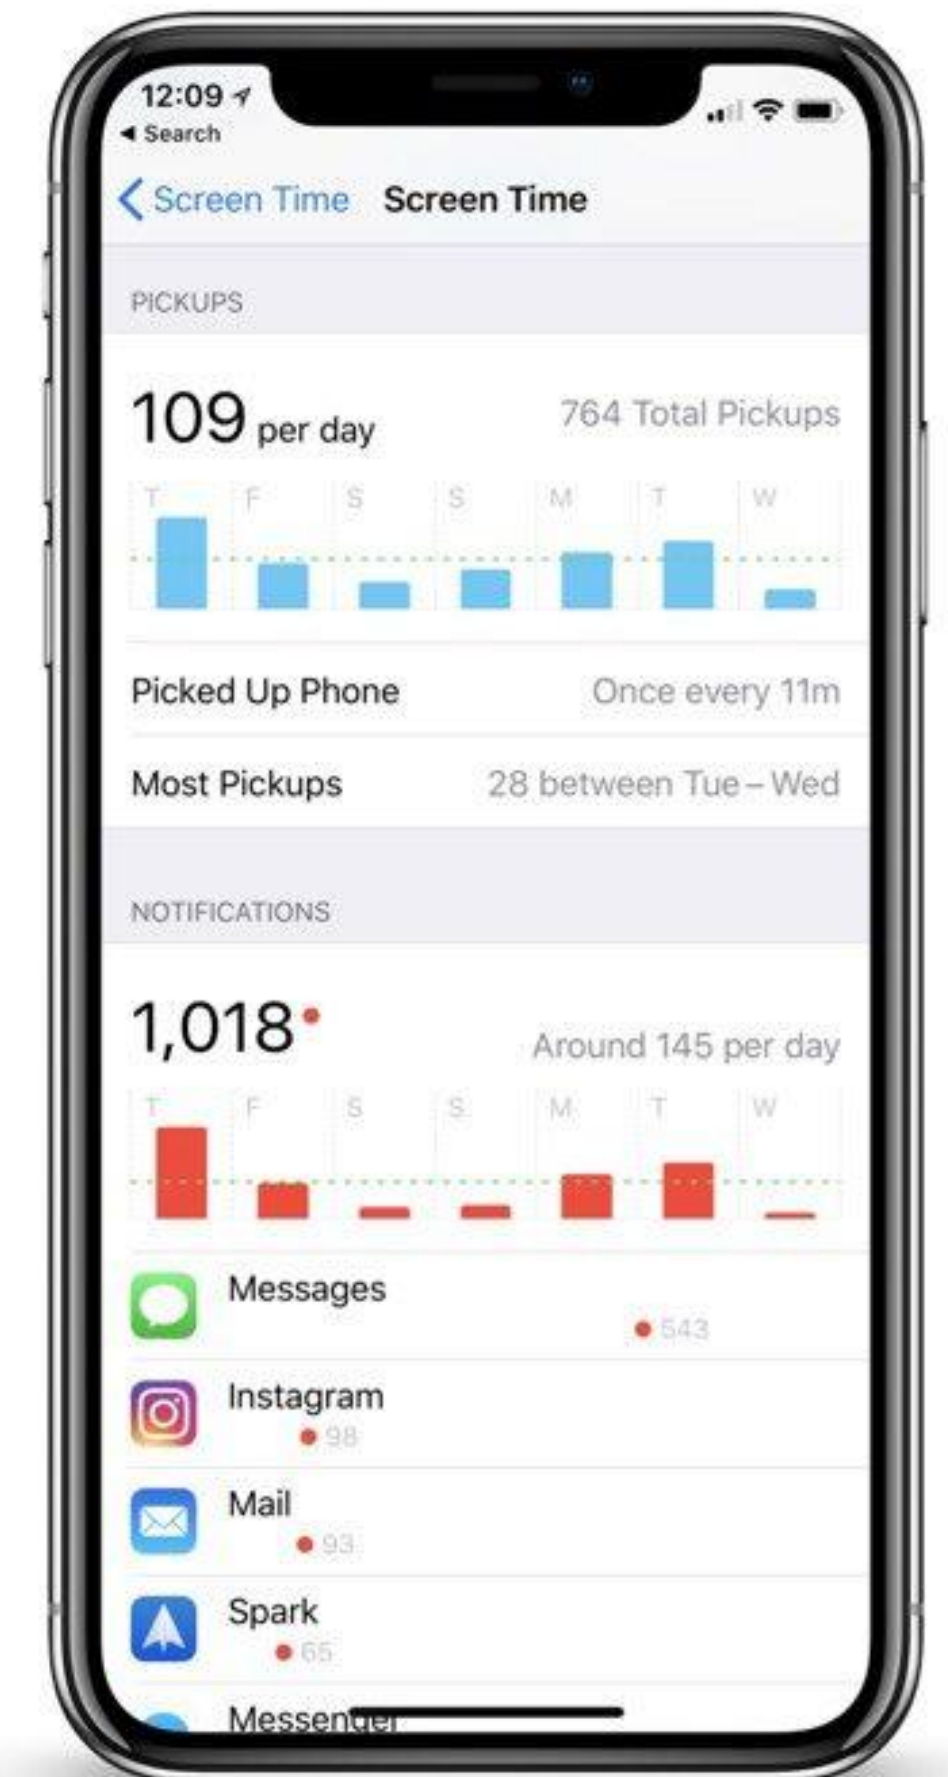 12:09
Search
Screen Time Screen Time
PICKUPS
109 per day 764 Total Pickups
T F S S M T W
Picked Up Phone Once every 11m
Most Pickups 28 between Tue – Wed
NOTIFICATIONS
1,018 Around 145 per day
T F S S M T W
Messages
543
Instagram
98
Mail
93
Spark
65
Messenger